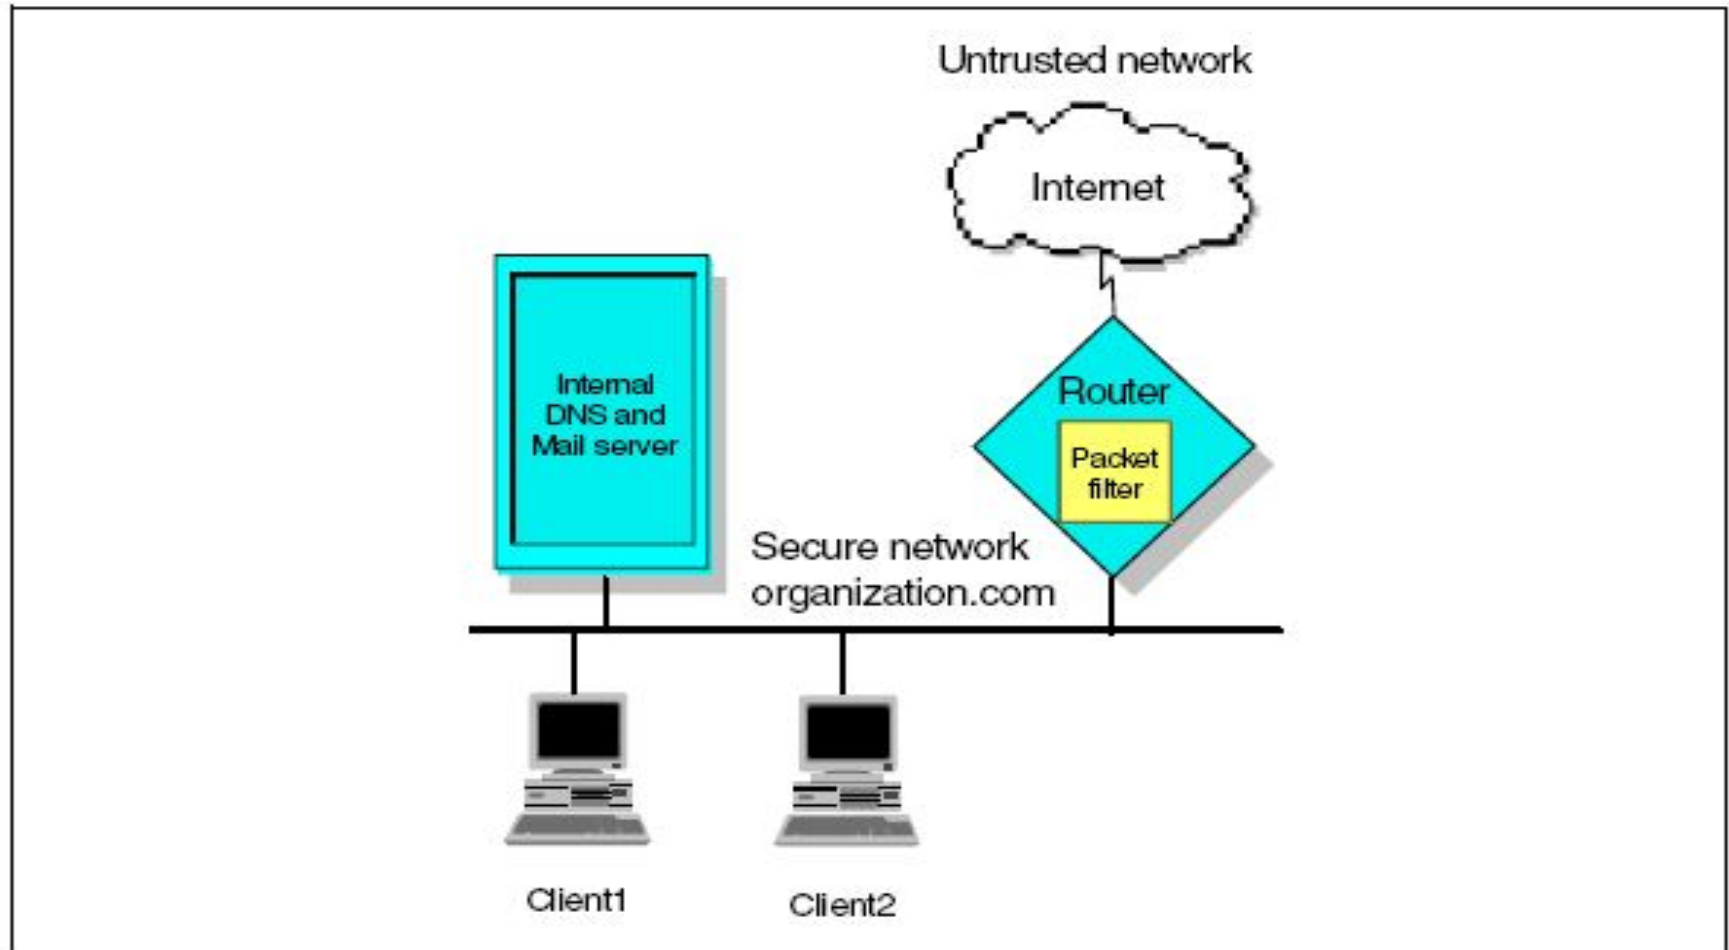 Untrusted network
Internet
Internal
DNS and
Mail server
Router
Packet
filter
Secure network
organization.com
Client1
Client2